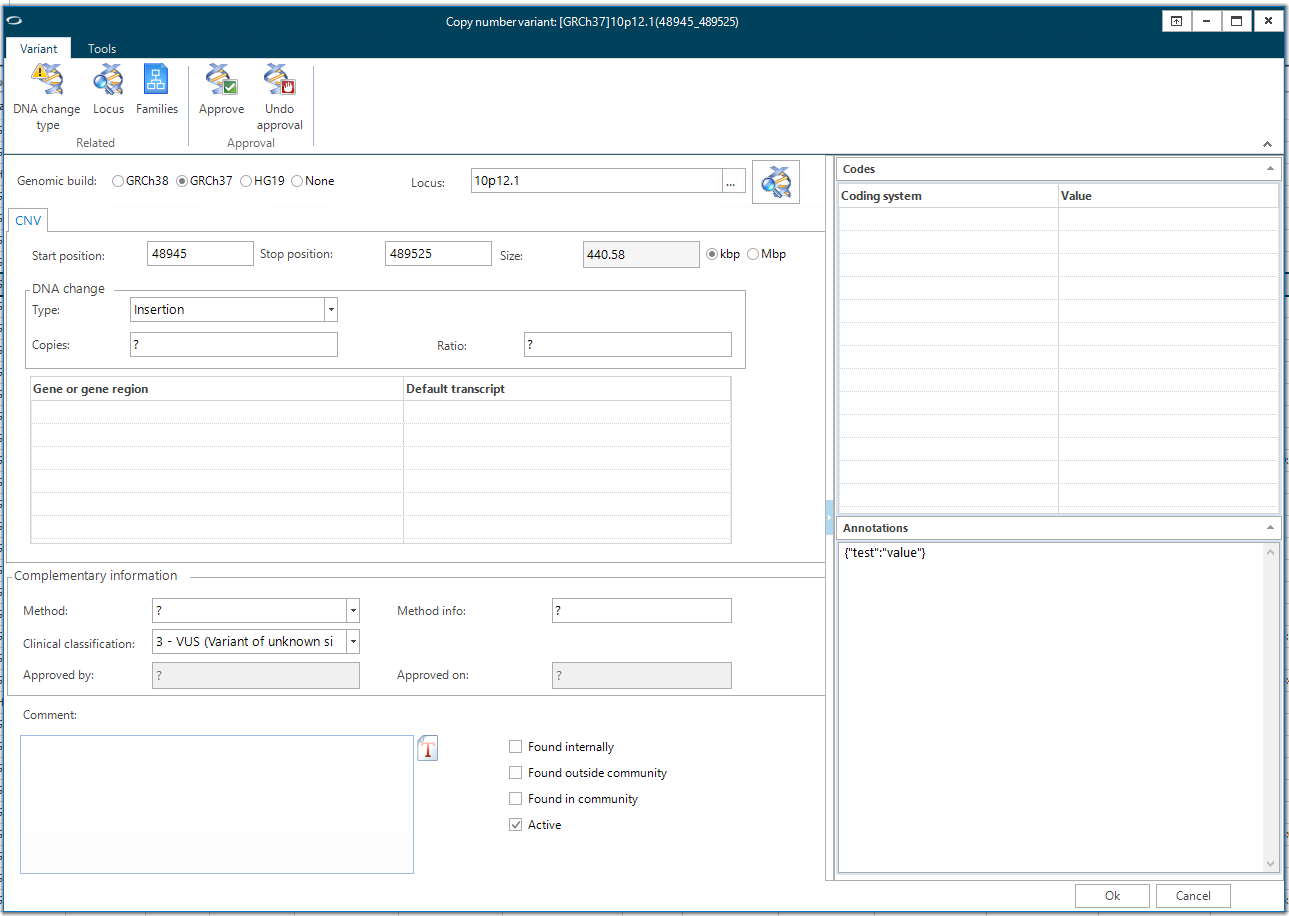 Copy number variant: [GRCh37]10p12.1(48945_489525)
Variant Tools
DNA change type
Locus
Families
Related
Approve
Undo approval
Approval
Genomic build: GRCh38 GRCh37 HG19 None Locus: 10p12.1 ...
CNV
Start position: 48945 Stop position: 489525 Size: 440.58 kbp Mbp
DNA change
Type: Insertion
Copies: ? Ratio: ?
Gene or gene region Default transcript
Complementary information
Method: ? Method info: ?
Clinical classification: 3 - VUS (Variant of unknown si
Approved by: ? Approved on: ?
Comment:
T
Found internally
Found outside community
Found in community
Active
Codes
Coding system Value
Annotations
{"test":"value"}
Ok Cancel